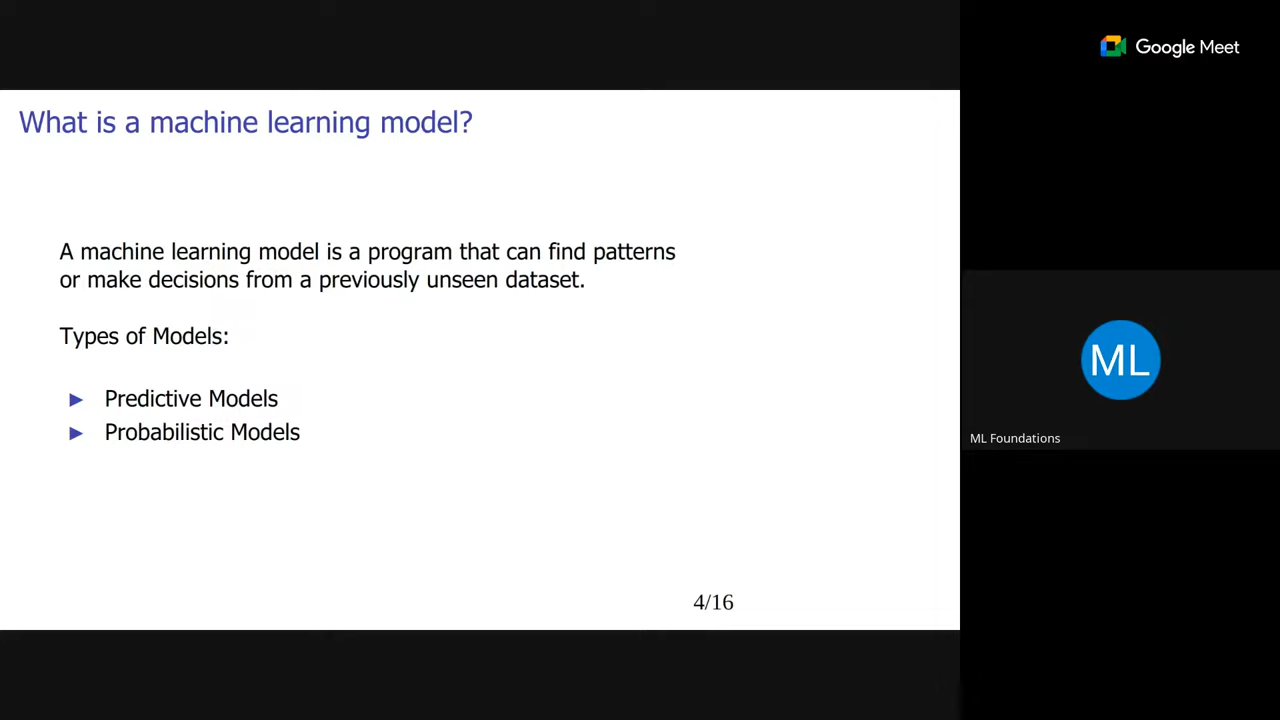 Google Meet
What is a machine learning model?
A machine learning model is a program that can find patterns
or make decisions from a previously unseen dataset.
Types of Models:
► Predictive Models
► Probabilistic Models
ML
ML Foundations
4/16